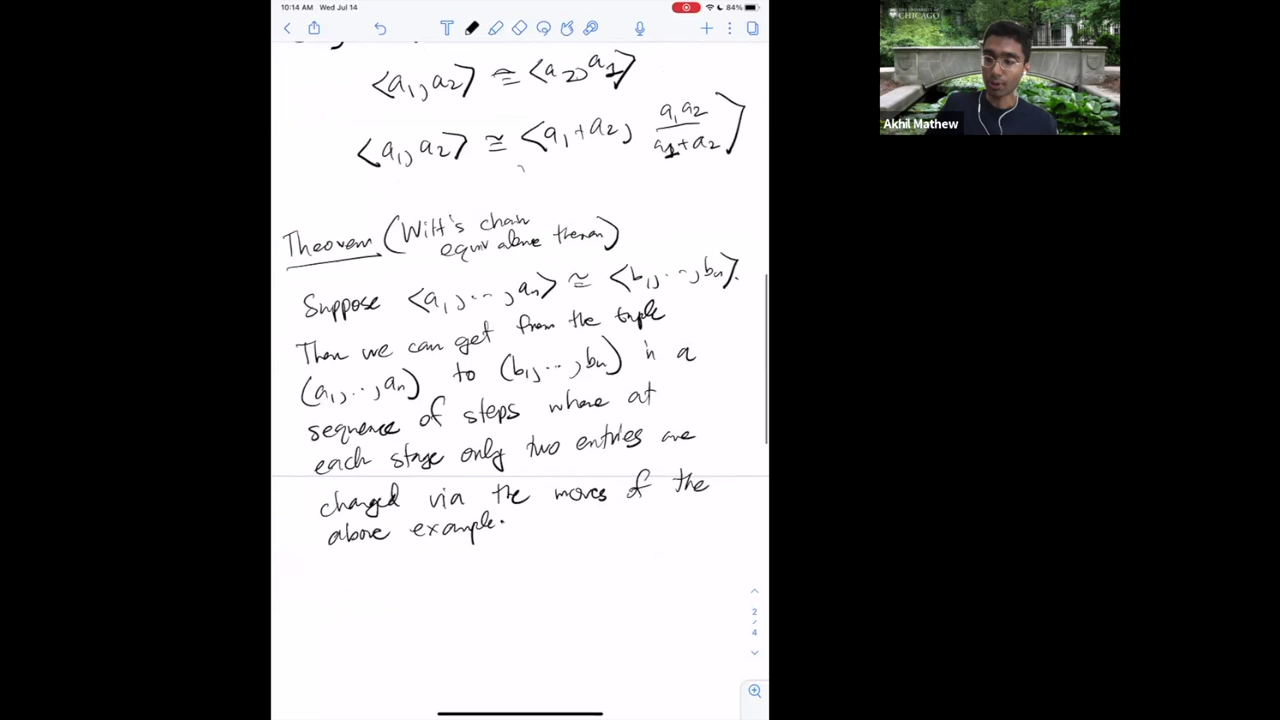 10:14 AM Wed Jul 14
84%
<a₁, a₂> ≅ <a₂, a₁>
<a₁, a₂> ≅ <a₁+a₂, a₁a₂/(a₁+a₂)>
Theorem (Witt's chain
equivalence theorem)
Suppose <a₁, ..., aₙ> ≅ <b₁, ..., bₙ>.
Then we can get from the tuple
(a₁, ..., aₙ) to (b₁, ..., bₙ) in a
sequence of steps where at
each stage only two entries are
changed via the moves of the
above example.
2
/
4
CHICAGO
Akhil Mathew